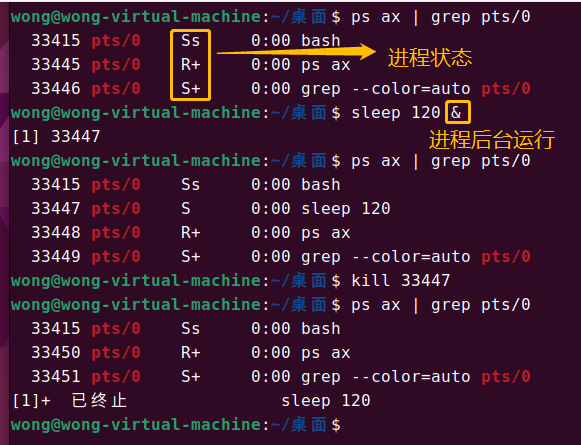 wong@wong-virtual-machine:~/桌面$ ps ax | grep pts/0
33415 pts/0    Ss     0:00 bash
33445 pts/0    R+     0:00 ps ax
进程状态
33446 pts/0    S+     0:00 grep --color=auto pts/0
wong@wong-virtual-machine:~/桌面$ sleep 120 &
[1] 33447
进程后台运行
wong@wong-virtual-machine:~/桌面$ ps ax | grep pts/0
33415 pts/0    Ss     0:00 bash
33447 pts/0    S      0:00 sleep 120
33448 pts/0    R+     0:00 ps ax
33449 pts/0    S+     0:00 grep --color=auto pts/0
wong@wong-virtual-machine:~/桌面$ kill 33447
wong@wong-virtual-machine:~/桌面$ ps ax | grep pts/0
33415 pts/0    Ss     0:00 bash
33450 pts/0    R+     0:00 ps ax
33451 pts/0    S+     0:00 grep --color=auto pts/0
[1]+  已终止               sleep 120
wong@wong-virtual-machine:~/桌面$